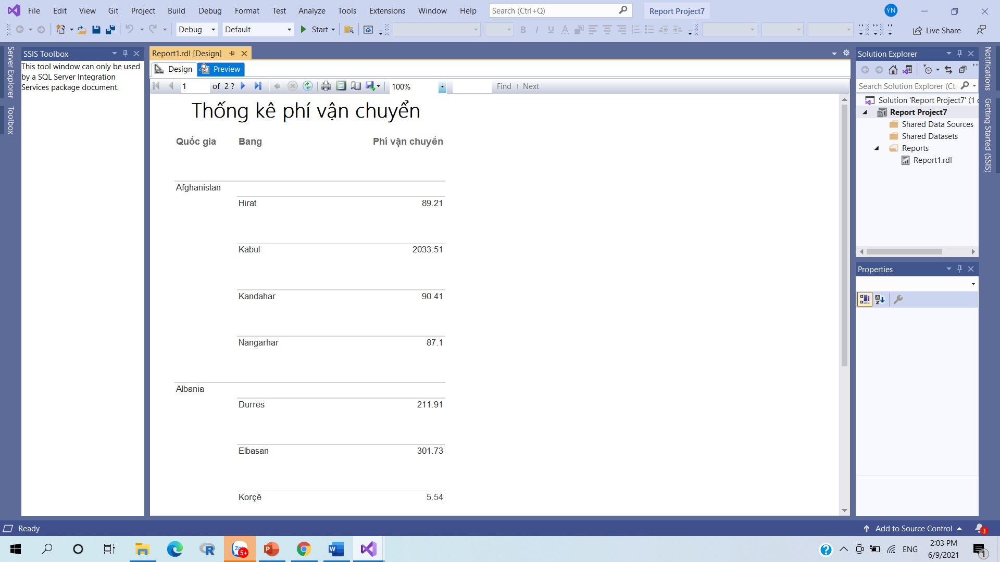 File Edit View Git Project Build Debug Format Test Analyze Tools Extensions Window Help Search (Ctrl+Q) Report Project7 YN
Debug Default Start Live Share
Server Explorer
Toolbox
SSIS Toolbox
This tool window can only be used
by a SQL Server Integration
Services package document.
Report1.rdl [Design]
Design Preview
1 of 2 ? 100% Find Next
Thống kê phí vận chuyển
Quốc gia Bang Phí vận chuyển
Afghanistan
Hirat 89.21
Kabul 2033.51
Kandahar 90.41
Nangarhar 87.1
Albania
Durrës 211.91
Elbasan 301.73
Korçë 5.54
Solution Explorer
Search Solution Explorer (Ctr
Solution 'Report Project7' (1
Report Project7
Shared Data Sources
Shared Datasets
Reports
Report1.rdl
Properties
Notifications
Getting Started (SSIS)
Ready Add to Source Control 3
5+ ENG 2:03 PM
6/9/2021 1